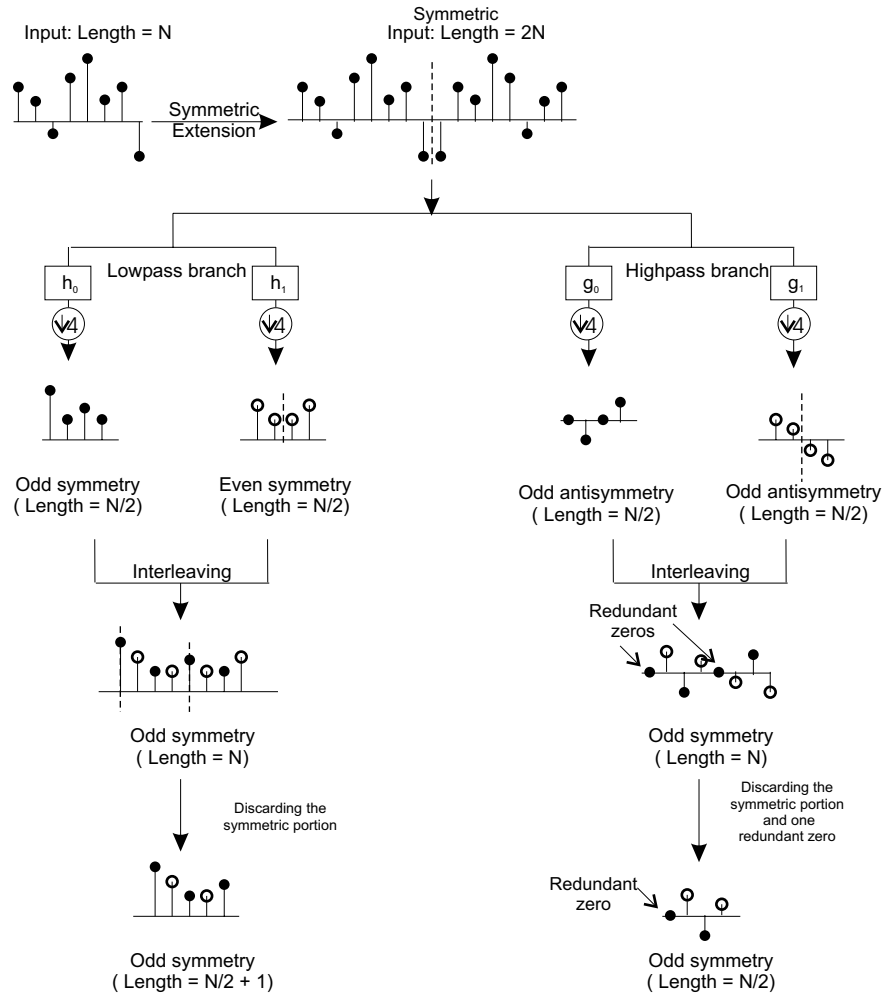 Input: Length = N
Symmetric
Input: Length = 2N
Symmetric
Extension
Lowpass branch
Highpass branch
h0
h1
g0
g1
↓4
↓4
↓4
↓4
Odd symmetry
( Length = N/2)
Even symmetry
( Length = N/2)
Odd antisymmetry
( Length = N/2)
Odd antisymmetry
( Length = N/2)
Interleaving
Interleaving
Redundant
zeros
Odd symmetry
( Length = N)
Odd symmetry
( Length = N)
Discarding the
symmetric portion
Discarding the
symmetric portion
and one
redundant zero
Redundant
zero
Odd symmetry
( Length = N/2 + 1)
Odd symmetry
( Length = N/2)